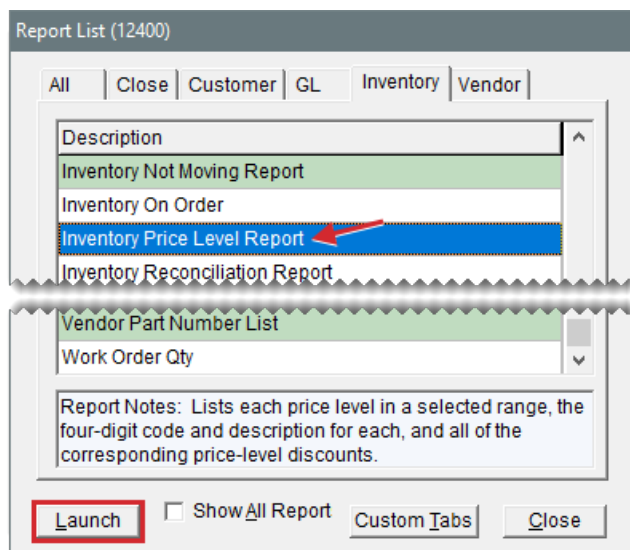 Report List (12400)
All Close Customer GL Inventory Vendor
Description
Inventory Not Moving Report
Inventory On Order
Inventory Price Level Report
Inventory Reconciliation Report
Vendor Part Number List
Work Order Qty
Report Notes: Lists each price level in a selected range, the
four-digit code and description for each, and all of the
corresponding price-level discounts.
Launch Show All Report Custom Tabs Close